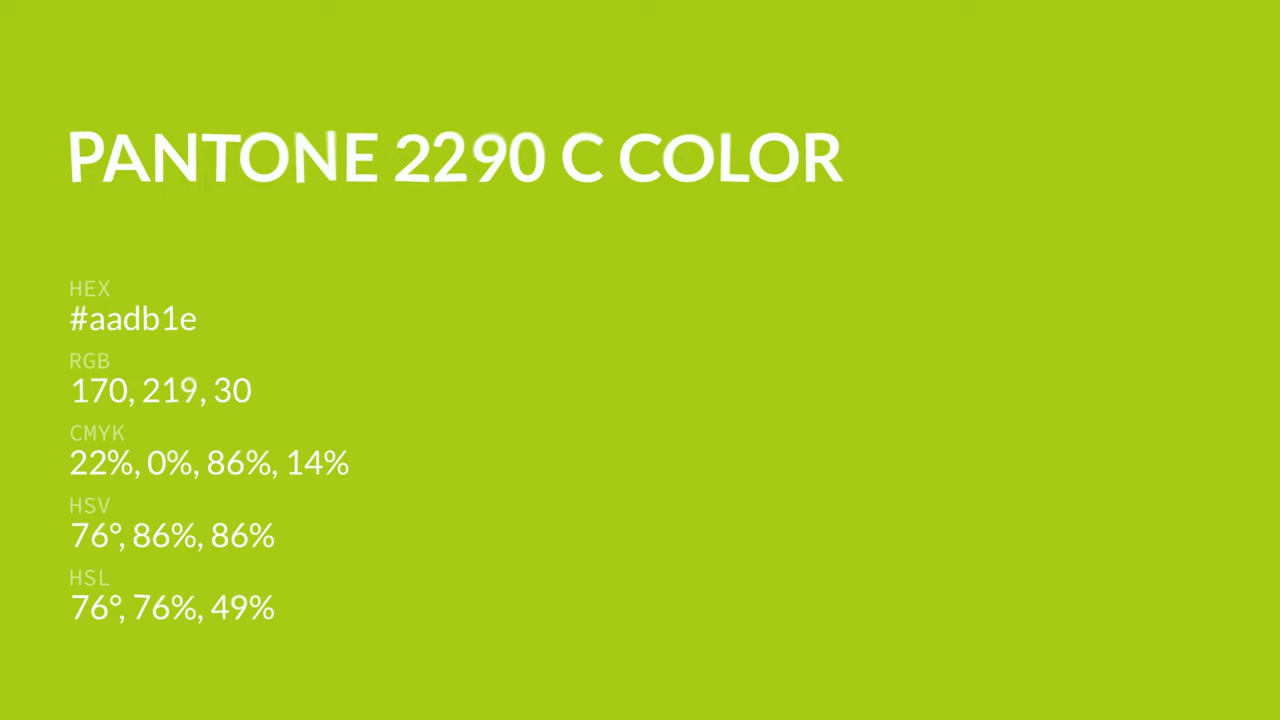 PANTONE 2290 C COLOR
HEX
#aadb1e
RGB
170, 219, 30
CMYK
22%, 0%, 86%, 14%
HSV
76°, 86%, 86%
HSL
76°, 76%, 49%